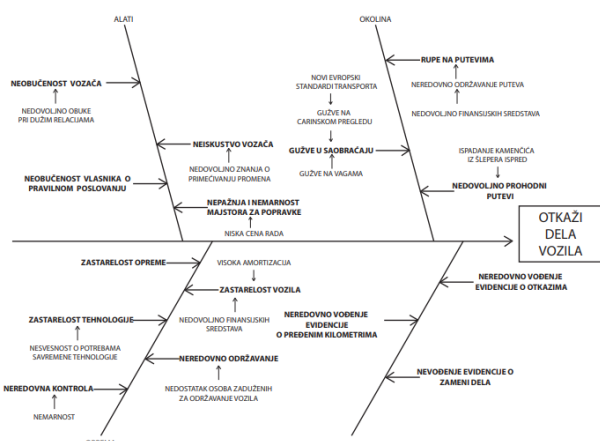 ALATI
OKOLINA
NEOBUČENOST VOZAČA
NEDOVOLJNO OBUKE
PRI DUŽIM RELACIJAMA
NEISKUSTVO VOZAČA
NEDOVOLJNO ZNANJA O
PRIMEĆIVANJU PROMENA
NEOBUČENOST VLASNIKA O
PRAVILNOM POSLOVANJU
NEPAŽNJA I NEMARNOST
MAJSTORA ZA POPRAVKE
NISKA CENA RADA
RUPE NA PUTEVIMA
NEREDOVNO ODRŽAVANJE PUTEVA
NEDOVOLJNO FINANSIJSKIH SREDSTAVA
NOVI EVROPSKI
STANDARDI TRANSPORTA
GUŽVE NA
CARINSKOM PREGLEDU
GUŽVE U SAOBRAĆAJU
GUŽVE NA VAGAMA
ISPADANJE KAMENČIĆA
IZ ŠLEPERA ISPRED
NEDOVOLJNO PROHODNI
PUTEVI
OTKAŽI
DELA
VOZILA
ZASTARELOST OPREME
VISOKA AMORTIZACIJA
ZASTARELOST VOZILA
NEDOVOLJNO FINANSIJSKIH
SREDSTAVA
ZASTARELOST TEHNOLOGIJE
NESVESNOST O POTREBAMA
SAVREMENE TEHNOLOGIJE
NEREDOVNO ODRŽAVANJE
NEDOSTATAK OSOBA ZADUŽENIH
ZA ODRŽAVANJE VOZILA
NEREDOVNA KONTROLA
NEMARNOST
NEREDOVNO VOĐENJE
EVIDENCIJE O OTKAZIMA
NEREDOVNO VOĐENJE
EVIDENCIJE
O PREĐENIM KILOMETRIMA
NEVOĐENJE EVIDENCIJE O
ZAMENI DELA